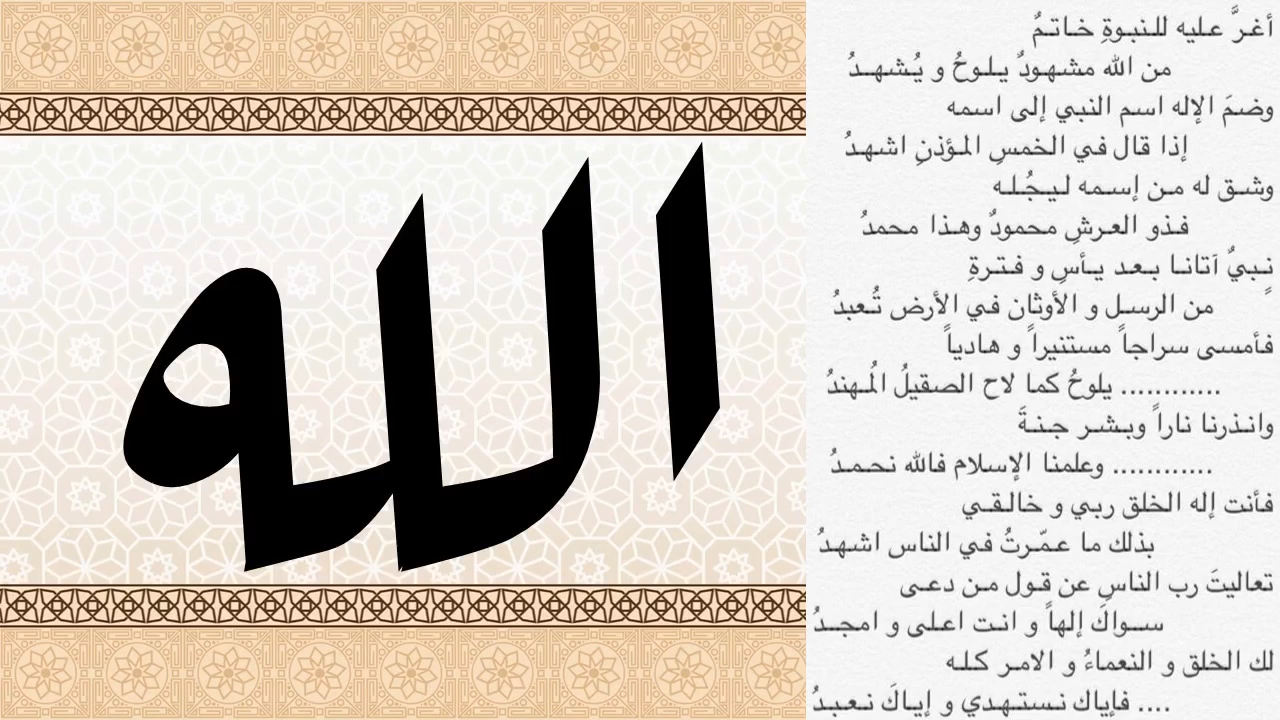 الله
أغرَّ عليه للنبوةِ خاتمٌ
من الله مشهودٌ يلوحُ و يُشهدُ
وضمَ الإله اسم النبي إلى اسمه
إذا قال في الخمسِ المؤذنِ اشهدُ
وشق له من إسمه ليجُله
فذو العرشِ محمودٌ وهذا محمدُ
نٍبيٌ آتانا بعد يأسِ و فترةِ
من الرسل و الأوثان في الأرض تُعبدُ
فأمسى سراجاً مستنيراً و هادياً
............ يلوحُ كما لاح الصقيلُ المُهندُ
وانذرنا ناراً وبشر جنةَ
............ وعلمنا الإسلام فالله نحمدُ
فأنت إله الخلق ربي و خالقي
بذلك ما عمّرتُ في الناس اشهدُ
تعاليتَ رب الناسِ عن قول من دعى
سواكَ إلهاً و انت اعلى و امجدُ
لك الخلق و النعماءُ و الامر كله
.... فإياك نستهدي و إياكَ نعبدُ